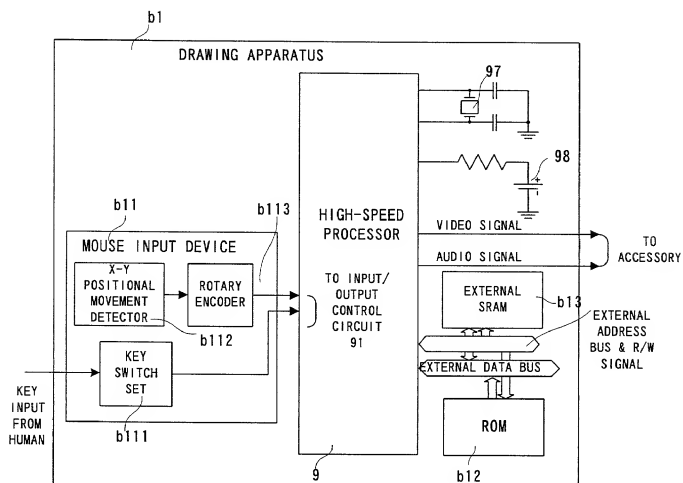 b1
DRAWING APPARATUS
97
98
b11
b113
MOUSE INPUT DEVICE
X-Y
POSITIONAL
MOVEMENT
DETECTOR
ROTARY
ENCODER
b112
KEY
SWITCH
SET
b111
KEY
INPUT
FROM
HUMAN
HIGH-SPEED
PROCESSOR
TO INPUT/
OUTPUT
CONTROL
CIRCUIT
91
9
+
-
VIDEO SIGNAL
AUDIO SIGNAL
TO
ACCESSORY
EXTERNAL
SRAM
b13
EXTERNAL
ADDRESS
BUS & R/W
SIGNAL
EXTERNAL DATA BUS
ROM
b12